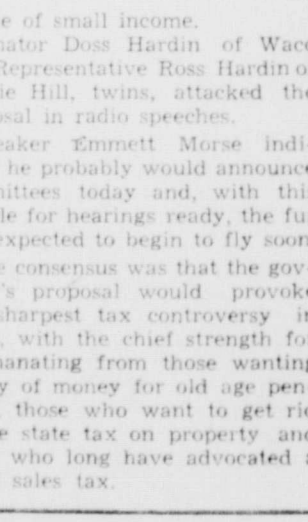 e of small income.
nator Doss Hardin of Wac
Representative Ross Hardin o
ie Hill, twins, attacked the
osal in radio speeches.
eaker Emmett Morse indi-
he probably would announce
mittees today and, with thi
le for hearings ready, the fu
expected to begin to fly soon
e consensus was that the gov-
's proposal would provoke
sharpest tax controversy in
, with the chief strength for
manating from those wanting
y of money for old age pen-
, those who want to get ri
e state tax on property and
who long have advocated a
sales tax.